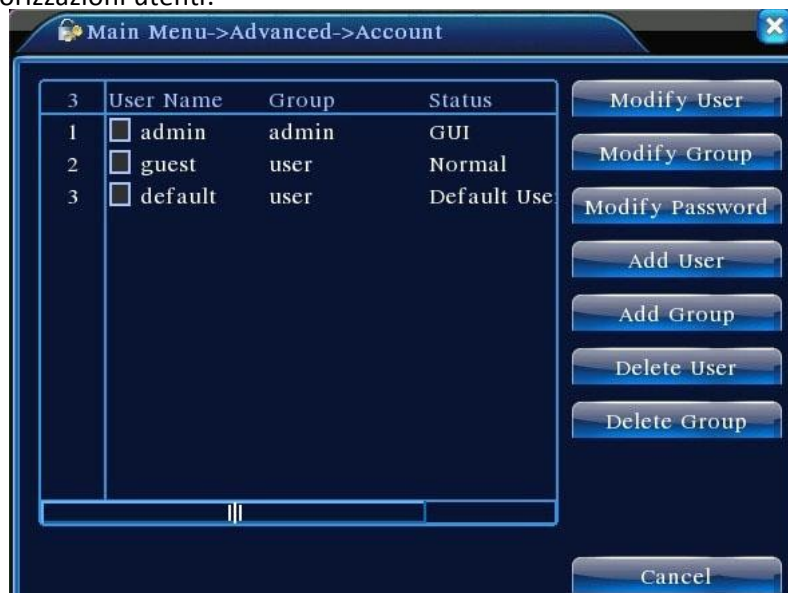 utenti.
Main Menu->Advanced->Account
3 User Name Group Status
1 admin admin GUI
2 guest user Normal
3 default user Default Use
Modify User
Modify Group
Modify Password
Add User
Add Group
Delete User
Delete Group
Cancel